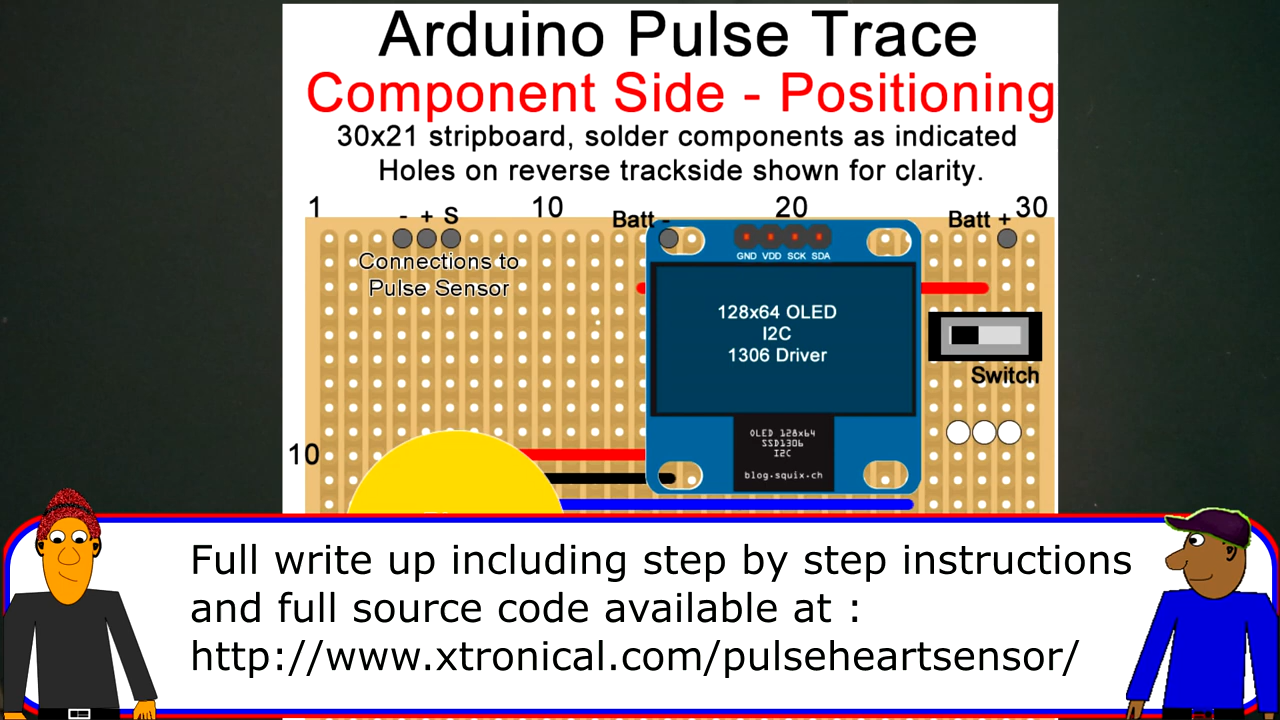 Arduino Pulse Trace
Component Side - Positioning
30x21 stripboard, solder components as indicated
Holes on reverse trackside shown for clarity.
1 10 20 30
- + S
Batt -
Batt +
Connections to
Pulse Sensor
GND VDD SCK SDA
128x64 OLED
I2C
1306 Driver
Switch
OLED 128x64
SSD1306
I2C
blog.squix.ch
10
Full write up including step by step instructions
and full source code available at :
http://www.xtronical.com/pulseheartsensor/